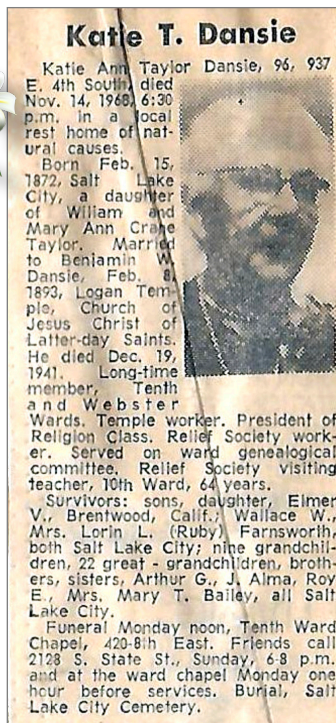 Katie T. Dansie
Katie Ann Taylor Dansie, 96, 937
E. 4th South, died
Nov. 14, 1968, 6:30
p.m. in a local
rest home of nat-
ural causes.
Born Feb. 15,
1872, Salt Lake
City, a daughter
of Wiliam and
Mary Ann Crane
Taylor. Married
to Benjamin W.
Dansie, Feb. 8,
1893, Logan Tem-
ple, Church of
Jesus Christ of
Latter-day Saints.
He died Dec. 19,
1941. Long-time
member, Tenth
and Webster
Wards. Temple worker. President of
Religion Class. Relief Society work-
er. Served on ward genealogical
committee. Relief Society visiting
teacher, 10th Ward, 64 years.
Survivors: sons, daughter, Elmer
V., Brentwood, Calif.; Wallace W.,
Mrs. Lorin L. (Ruby) Farnsworth,
both Salt Lake City; nine grandchil-
dren, 22 great - grandchildren, broth-
ers, sisters, Arthur G., J. Alma, Roy
E., Mrs. Mary T. Bailey, all Salt
Lake City.
Funeral Monday noon, Tenth Ward
Chapel, 420-8th East. Friends call
2128 S. State St., Sunday, 6-8 p.m.
and at the ward chapel Monday one
hour before services. Burial, Salt
Lake City Cemetery.